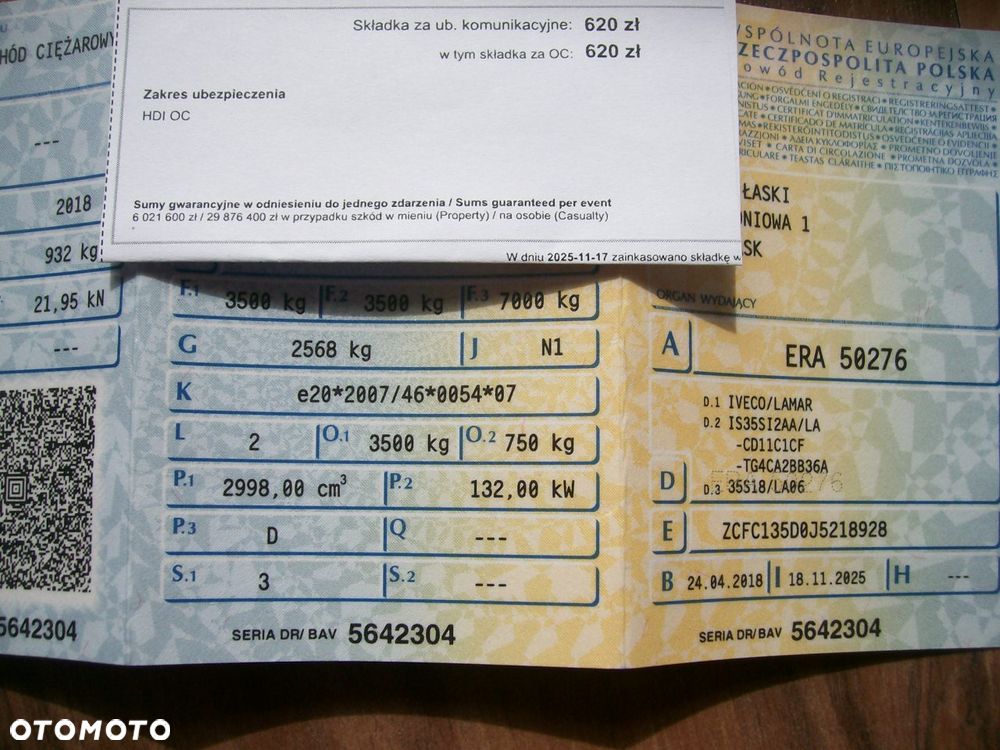 HÓD CIĘŻAROWY
---
2018
932 kg
21,95 kN
---
5642304
Składka za ub. komunikacyjne: 620 zł
w tym składka za OC: 620 zł
Zakres ubezpieczenia
HDI OC
Sumy gwarancyjne w odniesieniu do jednego zdarzenia / Sums guaranteed per event
6 021 600 zł / 29 876 400 zł w przypadku szkód w mieniu (Property) / na osobie (Casualty)
W dniu 2025-11-17 zainkasowano składkę w
F.1 3500 kg F.2 3500 kg F.3 7000 kg
G 2568 kg J N1
K e20*2007/46*0054*07
L 2 O.1 3500 kg O.2 750 kg
P.1 2998,00 cm³ P.2 132,00 kW
P.3 D Q ---
S.1 3 S.2 ---
SERIA DR/ BAV 5642304
WSPÓLNOTA EUROPEJSKA
RZECZPOSPOLITA POLSKA
owód Rejestracyjny
ŁASKI
NIOWA 1
SK
ORGAN WYDAJĄCY
A ERA 50276
D.1 IVECO/LAMAR
D.2 IS35SI2AA/LA
-CD11C1CF
-TG4CA2BB36A
D D.3 35S18/LA06
E ZCFC135D0J5218928
B 24.04.2018 I 18.11.2025 H ---
SERIA DR/ BAV 5642304
OTOMOTO